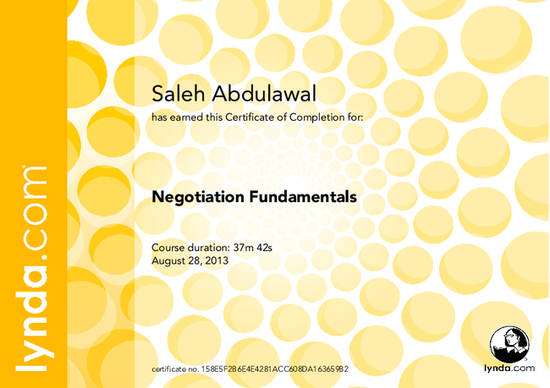 Saleh Abdulawal
has earned this Certificate of Completion for:
Negotiation Fundamentals
Course duration: 37m 42s
August 28, 2013
certificate no. 158E5F2B6E4E4281ACC608DA163659B2
lynda.com
lynda.com